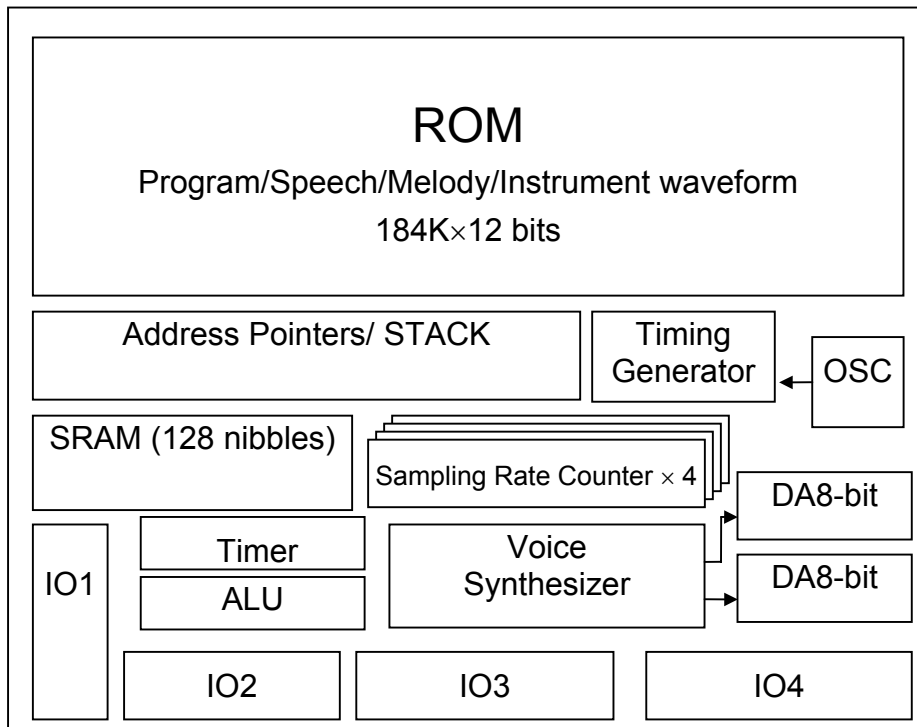 ROM
Program/Speech/Melody/Instrument waveform
184K×12 bits
Address Pointers/ STACK
Timing
Generator
OSC
SRAM (128 nibbles)
Sampling Rate Counter × 4
DA8-bit
IO1
Timer
Voice
Synthesizer
DA8-bit
ALU
IO2
IO3
IO4